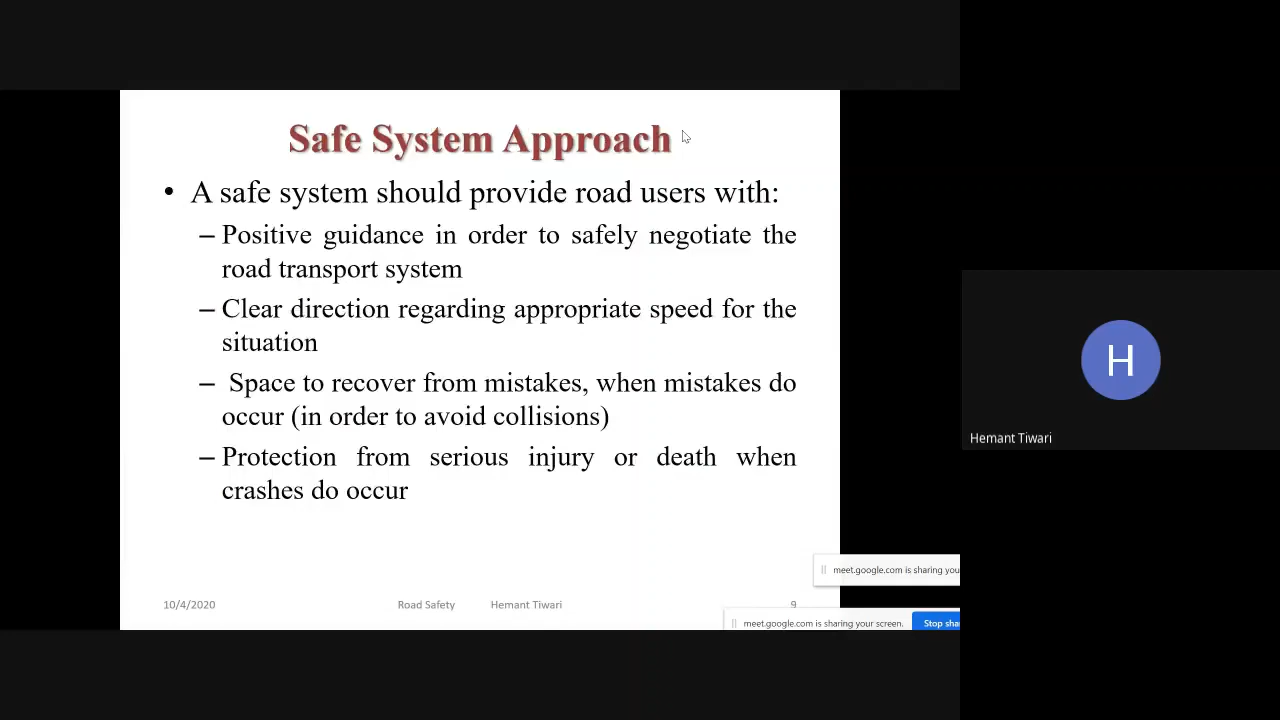 Safe System Approach
• A safe system should provide road users with:
– Positive guidance in order to safely negotiate the
road transport system
– Clear direction regarding appropriate speed for the
situation
– Space to recover from mistakes, when mistakes do
occur (in order to avoid collisions)
– Protection from serious injury or death when
crashes do occur
10/4/2020 Road Safety Hemant Tiwari 9
meet.google.com is sharing you
meet.google.com is sharing your screen. Stop sha
H
Hemant Tiwari